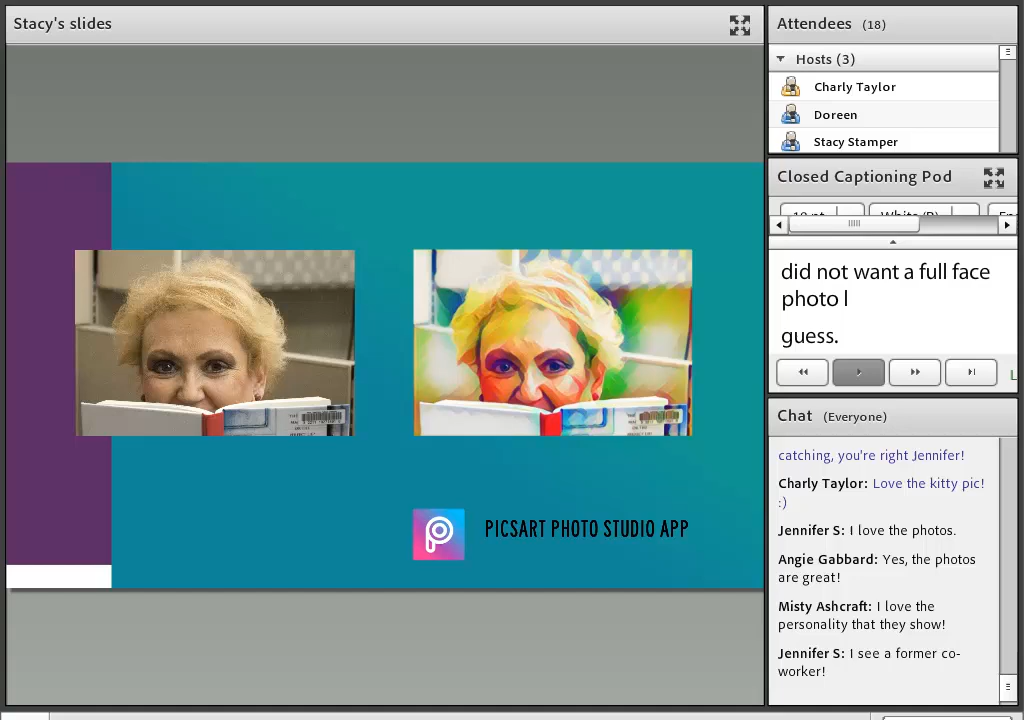 Stacy's slides
PICSART PHOTO STUDIO APP
Attendees (18)
Hosts (3)
Charly Taylor
Doreen
Stacy Stamper
Closed Captioning Pod
did not want a full face
photo I
guess.
Chat (Everyone)
catching, you're right Jennifer!
Charly Taylor: Love the kitty pic!
:)
Jennifer S: I love the photos.
Angie Gabbard: Yes, the photos
are great!
Misty Ashcraft: I love the
personality that they show!
Jennifer S: I see a former co-
worker!